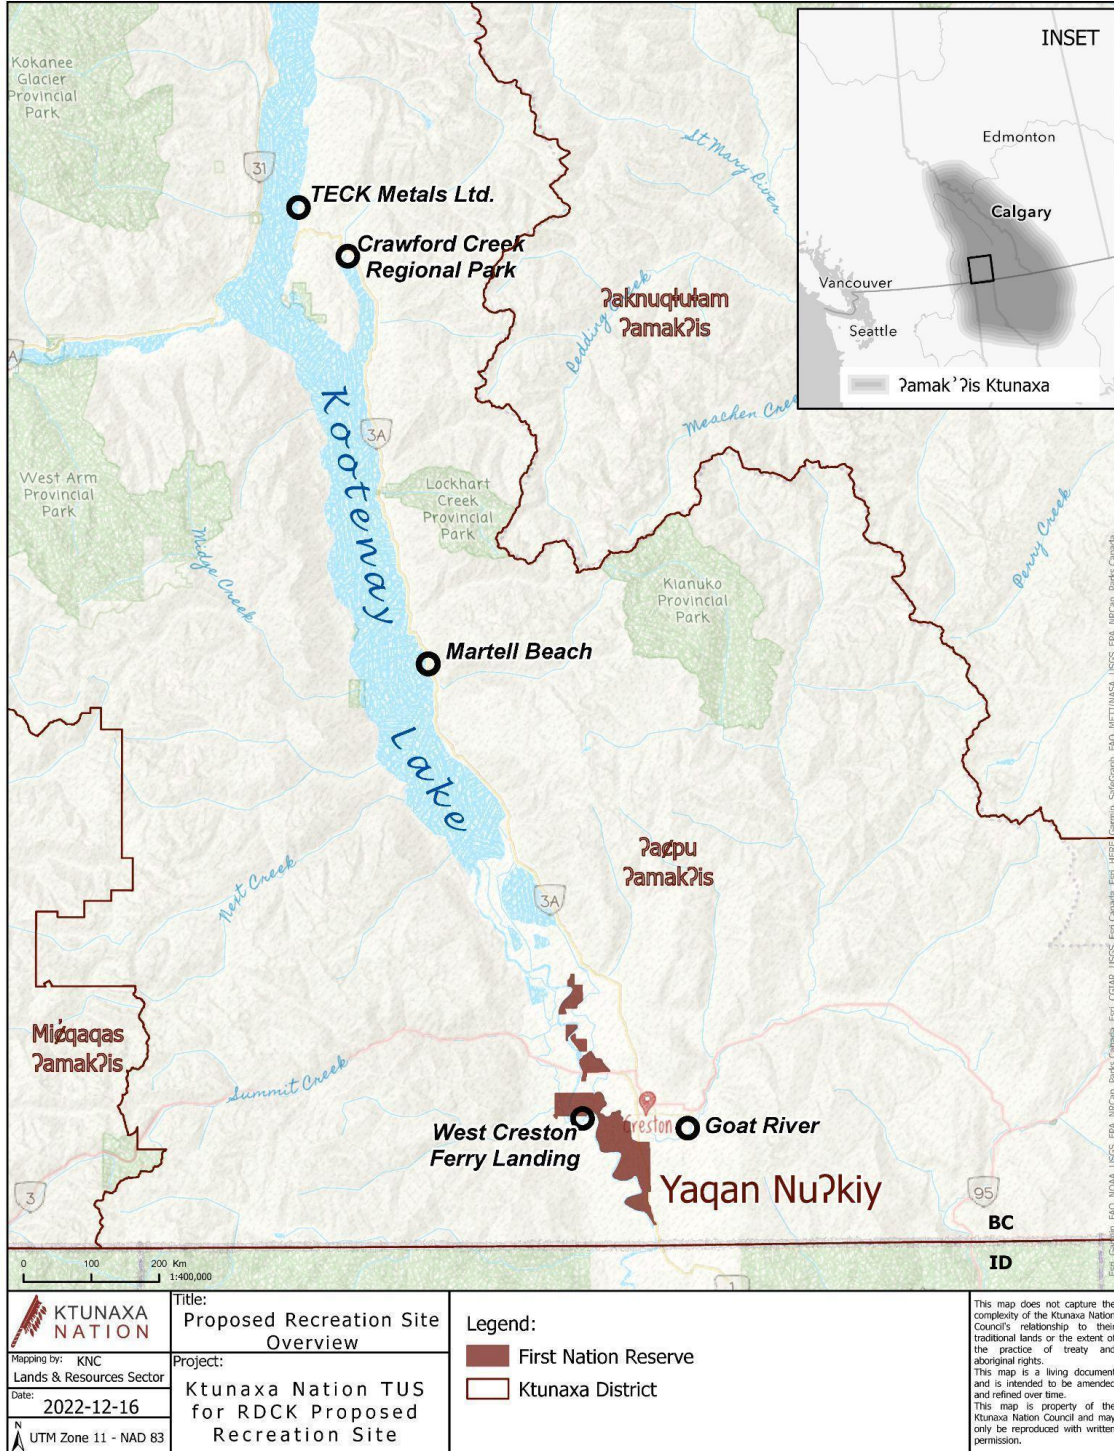 INSET
Edmonton
Calgary
Vancouver
Seattle
ʔamakʾʔis Ktunaxa
Kokanee
Glacier
Provincial
Park
31
St Mary River
TECK Metals Ltd.
Crawford Creek
Regional Park
ʔaknuqⱡuⱡam
ʔamakʔis
Redding Creek
Meachen Cree
A
Kootenay
3A
West Arm
Provincial
Park
Lockhart
Creek
Provincial
Park
Midge Creek
Kianuko
Provincial
Park
Perry Creek
Martell Beach
Lake
ʔa¢pu
ʔamakʔis
Next Creek
3A
Mi¢̓qaqas
ʔamakʔis
Summit Creek
Creston
West Creston
Ferry Landing
Goat River
Yaqan Nuʔkiy
3
95
BC
ID
1
0 100 200 Km
1:400,000
KTUNAXA
NATION
Mapping by: KNC
Lands & Resources Sector
Date:
2022-12-16
N
UTM Zone 11 - NAD 83
Title:
Proposed Recreation Site
Overview
Project:
Ktunaxa Nation TUS
for RDCK Proposed
Recreation Site
Legend:
First Nation Reserve
Ktunaxa District
This map does not capture the
complexity of the Ktunaxa Nation
Council's relationship to their
traditional lands or the extent of
the practice of treaty and
aboriginal rights.
This map is a living document
and is intended to be amended
and refined over time.
This map is property of the
Ktunaxa Nation Council and may
only be reproduced with written
permission.